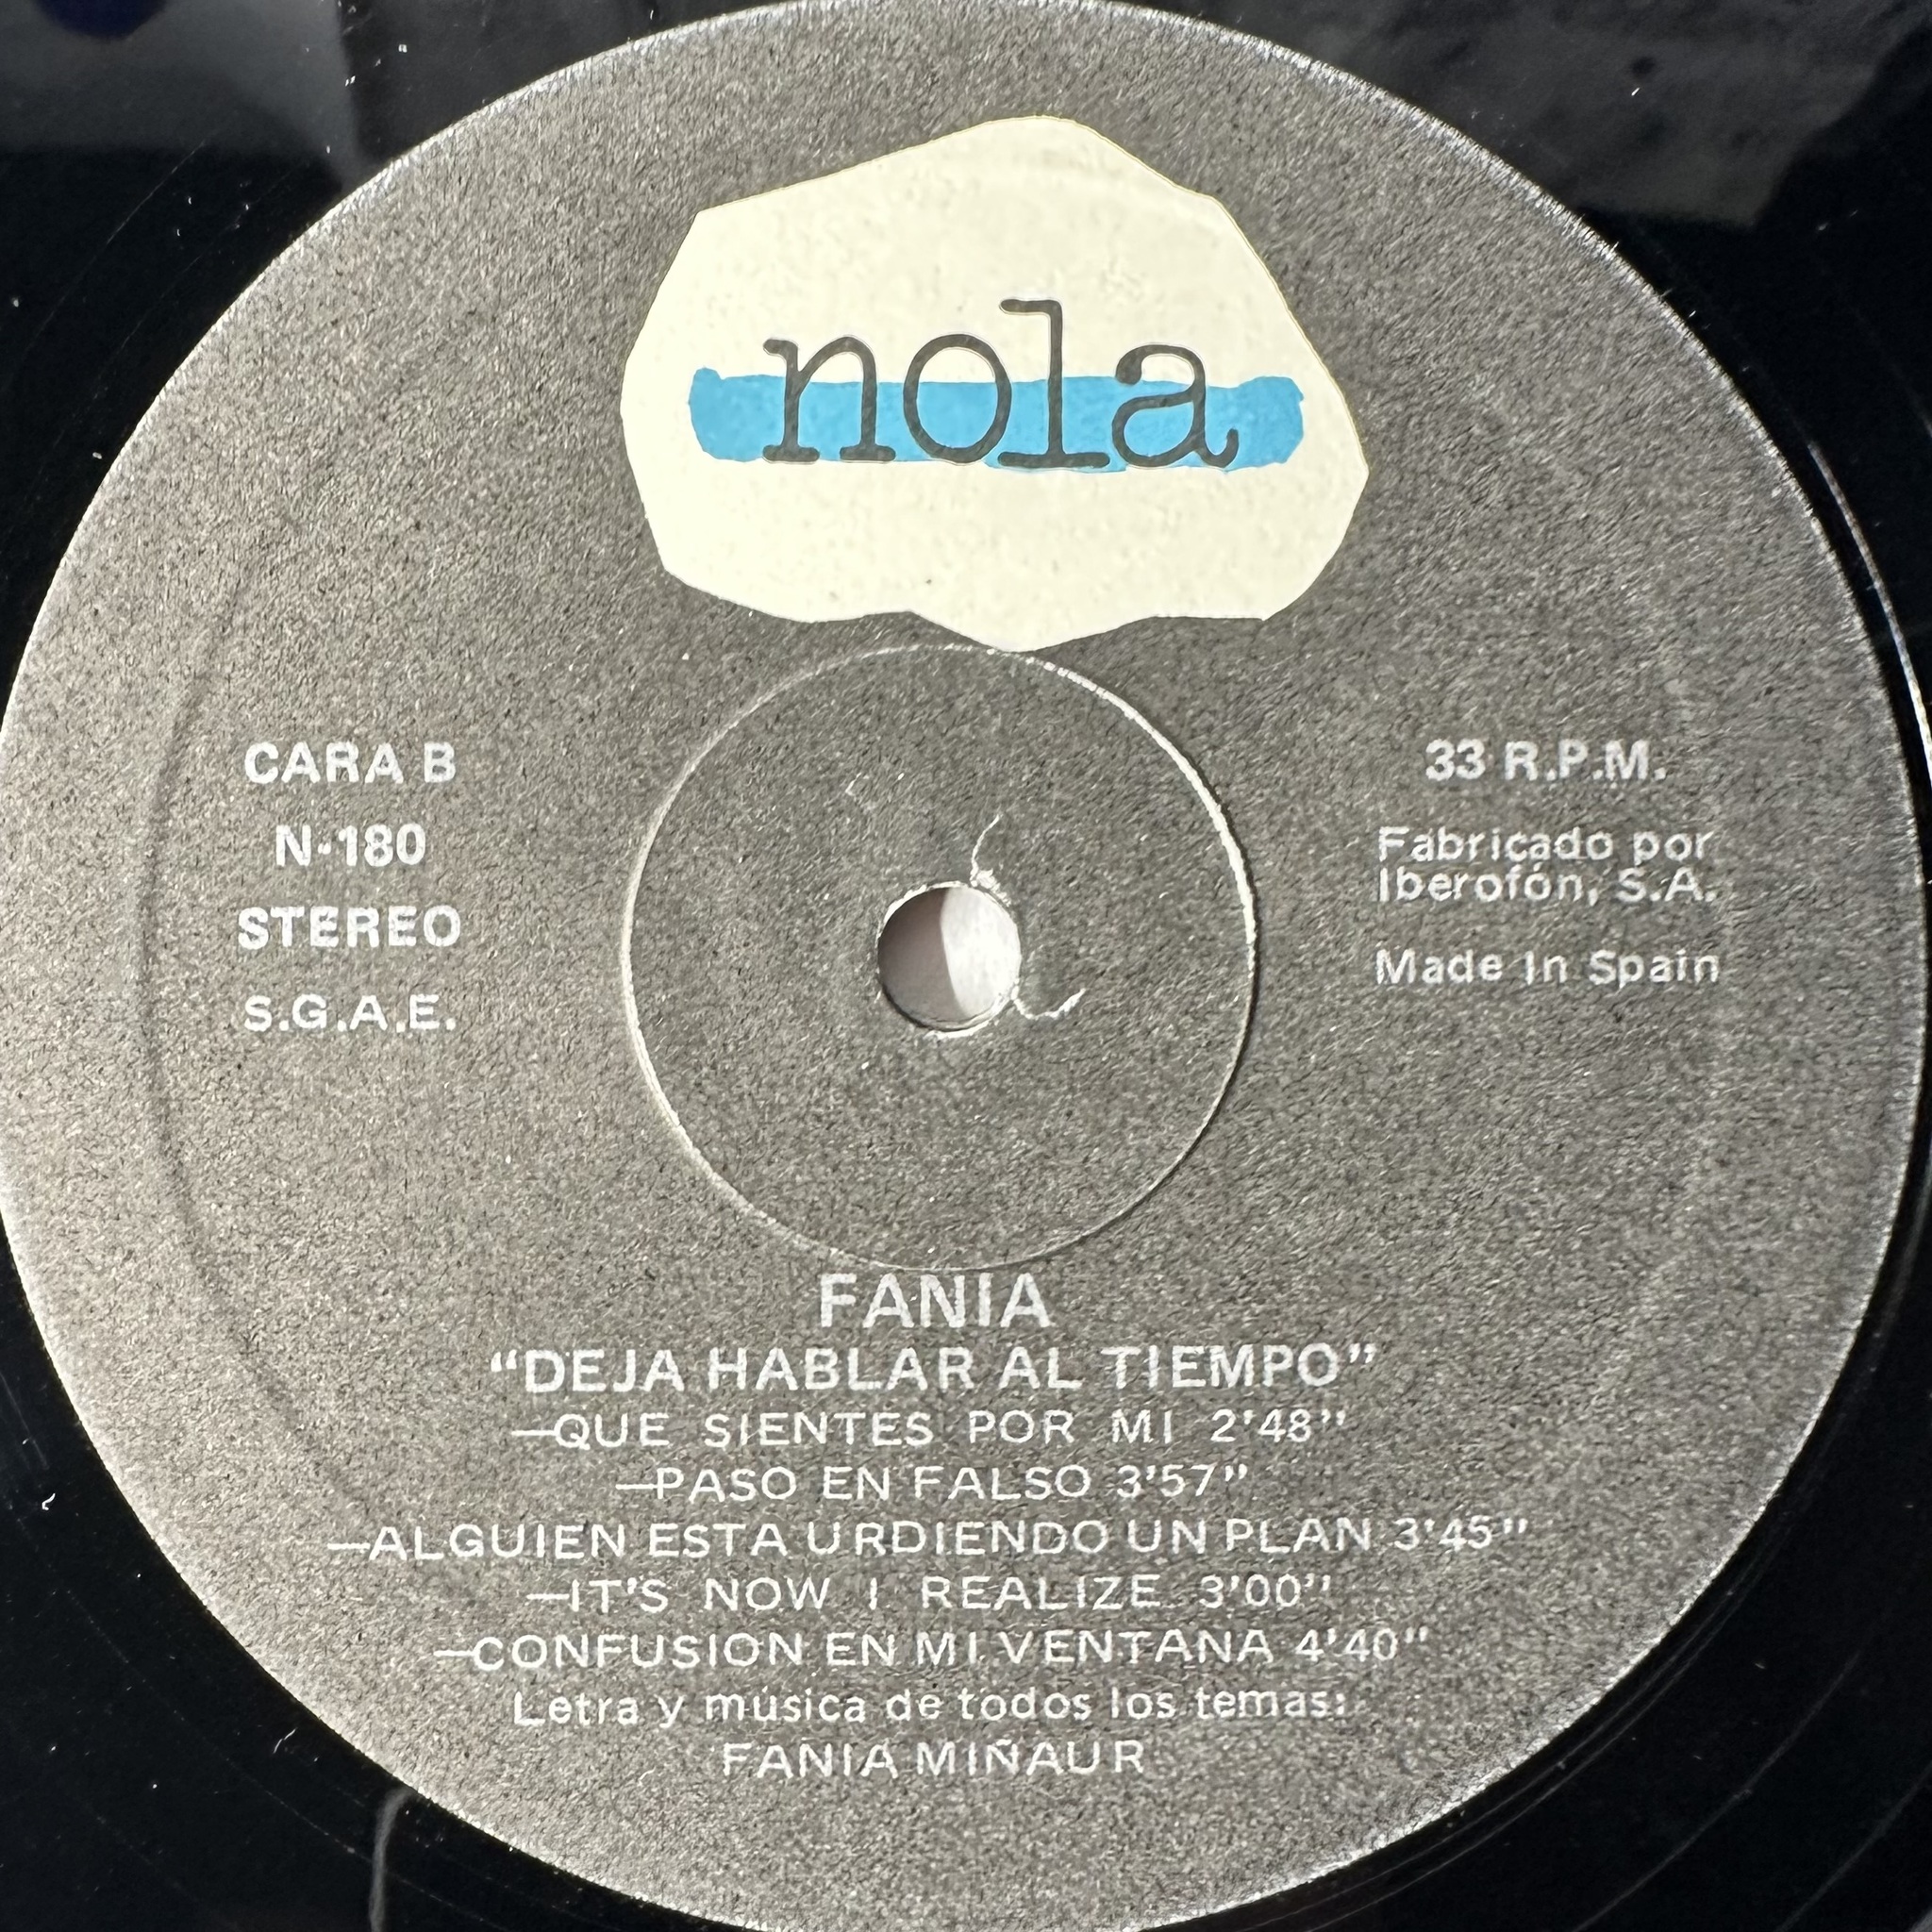 nola
CARA B
N-180
STEREO
S.G.A.E.
33 R.P.M.
Fabricado por
Iberofón, S.A.
Made In Spain
FANIA
“DEJA HABLAR AL TIEMPO”
—QUE SIENTES POR MI 2'48"
—PASO EN FALSO 3'57"
—ALGUIEN ESTA URDIENDO UN PLAN 3'45"
—IT'S NOW I REALIZE 3'00"
—CONFUSION EN MI VENTANA 4'40"
Letra y música de todos los temas:
FANIA MIÑAUR